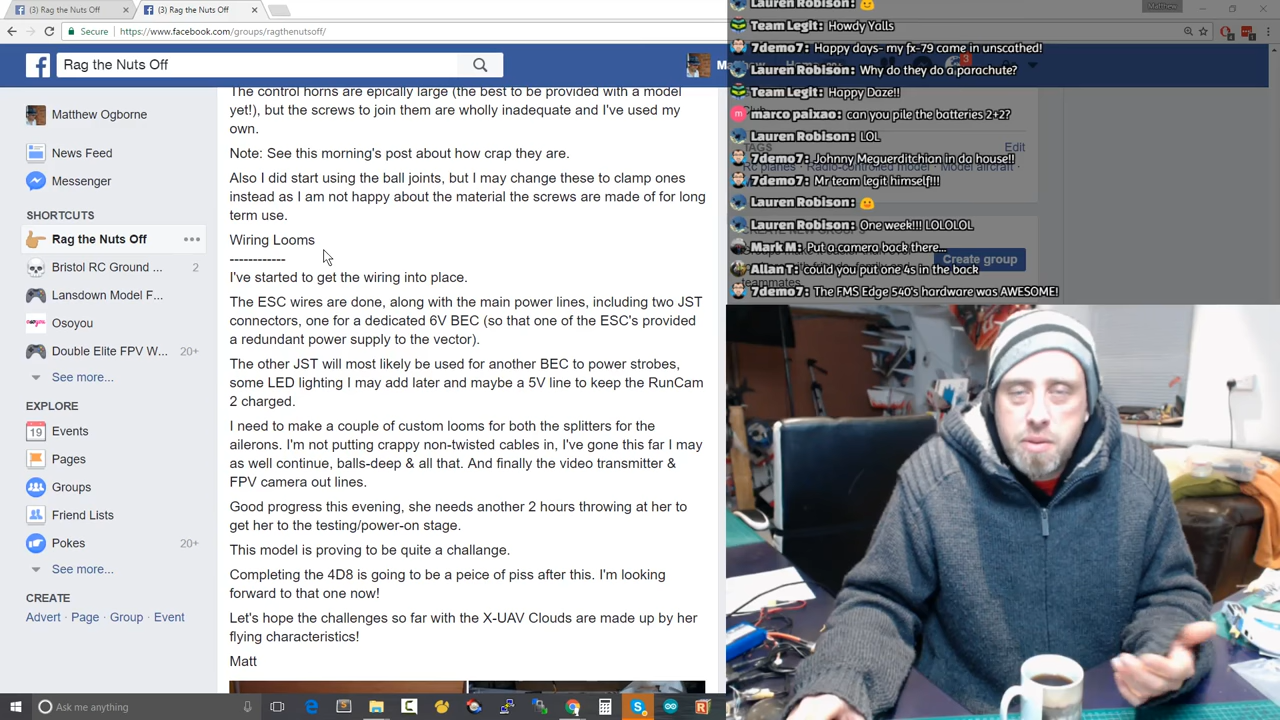 (3) Rag the Nuts Off
(3) Rag the Nuts Off
Matthew
Secure
https://www.facebook.com/groups/ragthenutsoff/
Rag the Nuts Off
3
Matthew Ogborne
News Feed
Messenger
SHORTCUTS
Rag the Nuts Off
Bristol RC Ground ...
2
Lansdown Model F...
Osoyou
Double Elite FPV W...
20+
See more...
EXPLORE
19
Events
Pages
Groups
Friend Lists
Pokes
20+
See more...
CREATE
Advert · Page · Group · Event
The control horns are epically large (the best to be provided with a model
yet!), but the screws to join them are wholly inadequate and I've used my
own.
Note: See this morning's post about how crap they are.
Also I did start using the ball joints, but I may change these to clamp ones
instead as I am not happy about the material the screws are made of for long
term use.
Wiring Looms
------------
I've started to get the wiring into place.
The ESC wires are done, along with the main power lines, including two JST
connectors, one for a dedicated 6V BEC (so that one of the ESC's provided
a redundant power supply to the vector).
The other JST will most likely be used for another BEC to power strobes,
some LED lighting I may add later and maybe a 5V line to keep the RunCam
2 charged.
I need to make a couple of custom looms for both the splitters for the
ailerons. I'm not putting crappy non-twisted cables in, I've gone this far I may
as well continue, balls-deep & all that. And finally the video transmitter &
FPV camera out lines.
Good progress this evening, she needs another 2 hours throwing at her to
get her to the testing/power-on stage.
This model is proving to be quite a challenge.
Completing the 4D8 is going to be a peice of piss after this. I'm looking
forward to that one now!
Let's hope the challenges so far with the X-UAV Clouds are made up by her
flying characteristics!
Matt
Lauren Robison:
Team Legit: Howdy Yalls
7demo7: Happy days- my fx-79 came in unscathed!
Lauren Robison: Why do they do a parachute?
Team Legit: Happy Daze!!
marco paixao: can you pile the batteries 2+2?
Lauren Robison: LOL
7demo7: Johnny Meguerditchian in da house!!
7demo7: Mr team legit himself!!!
Lauren Robison:
Lauren Robison: One week!!! LOLOLOL
Mark M: Put a camera back there...
Allan T: could you put one 4s in the back
7demo7: The FMS Edge 540's hardware was AWESOME!
TAGS
Edit
Create group
Ask me anything